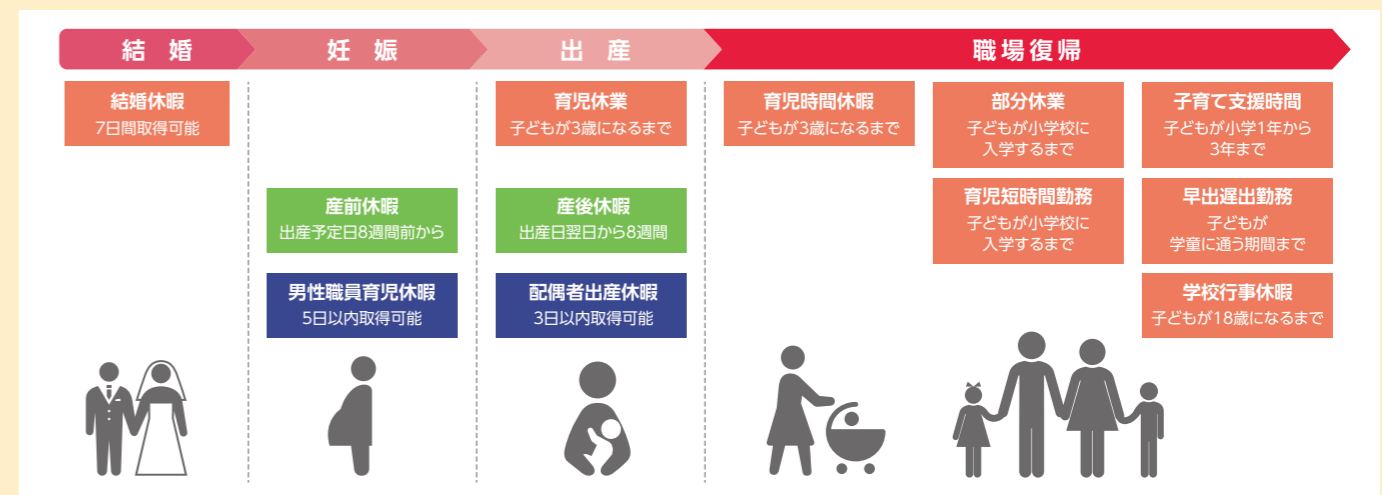 結 婚
妊 娠
出 産
職場復帰
結婚休暇
7日間取得可能
産前休暇
出産予定日8週間前から
男性職員育児休暇
5日以内取得可能
育児休業
子どもが3歳になるまで
産後休暇
出産日翌日から8週間
配偶者出産休暇
3日以内取得可能
育児時間休暇
子どもが3歳になるまで
部分休業
子どもが小学校に
入学するまで
育児短時間勤務
子どもが小学校に
入学するまで
子育て支援時間
子どもが小学1年から
3年まで
早出遅出勤務
子どもが
学童に通う期間まで
学校行事休暇
子どもが18歳になるまで